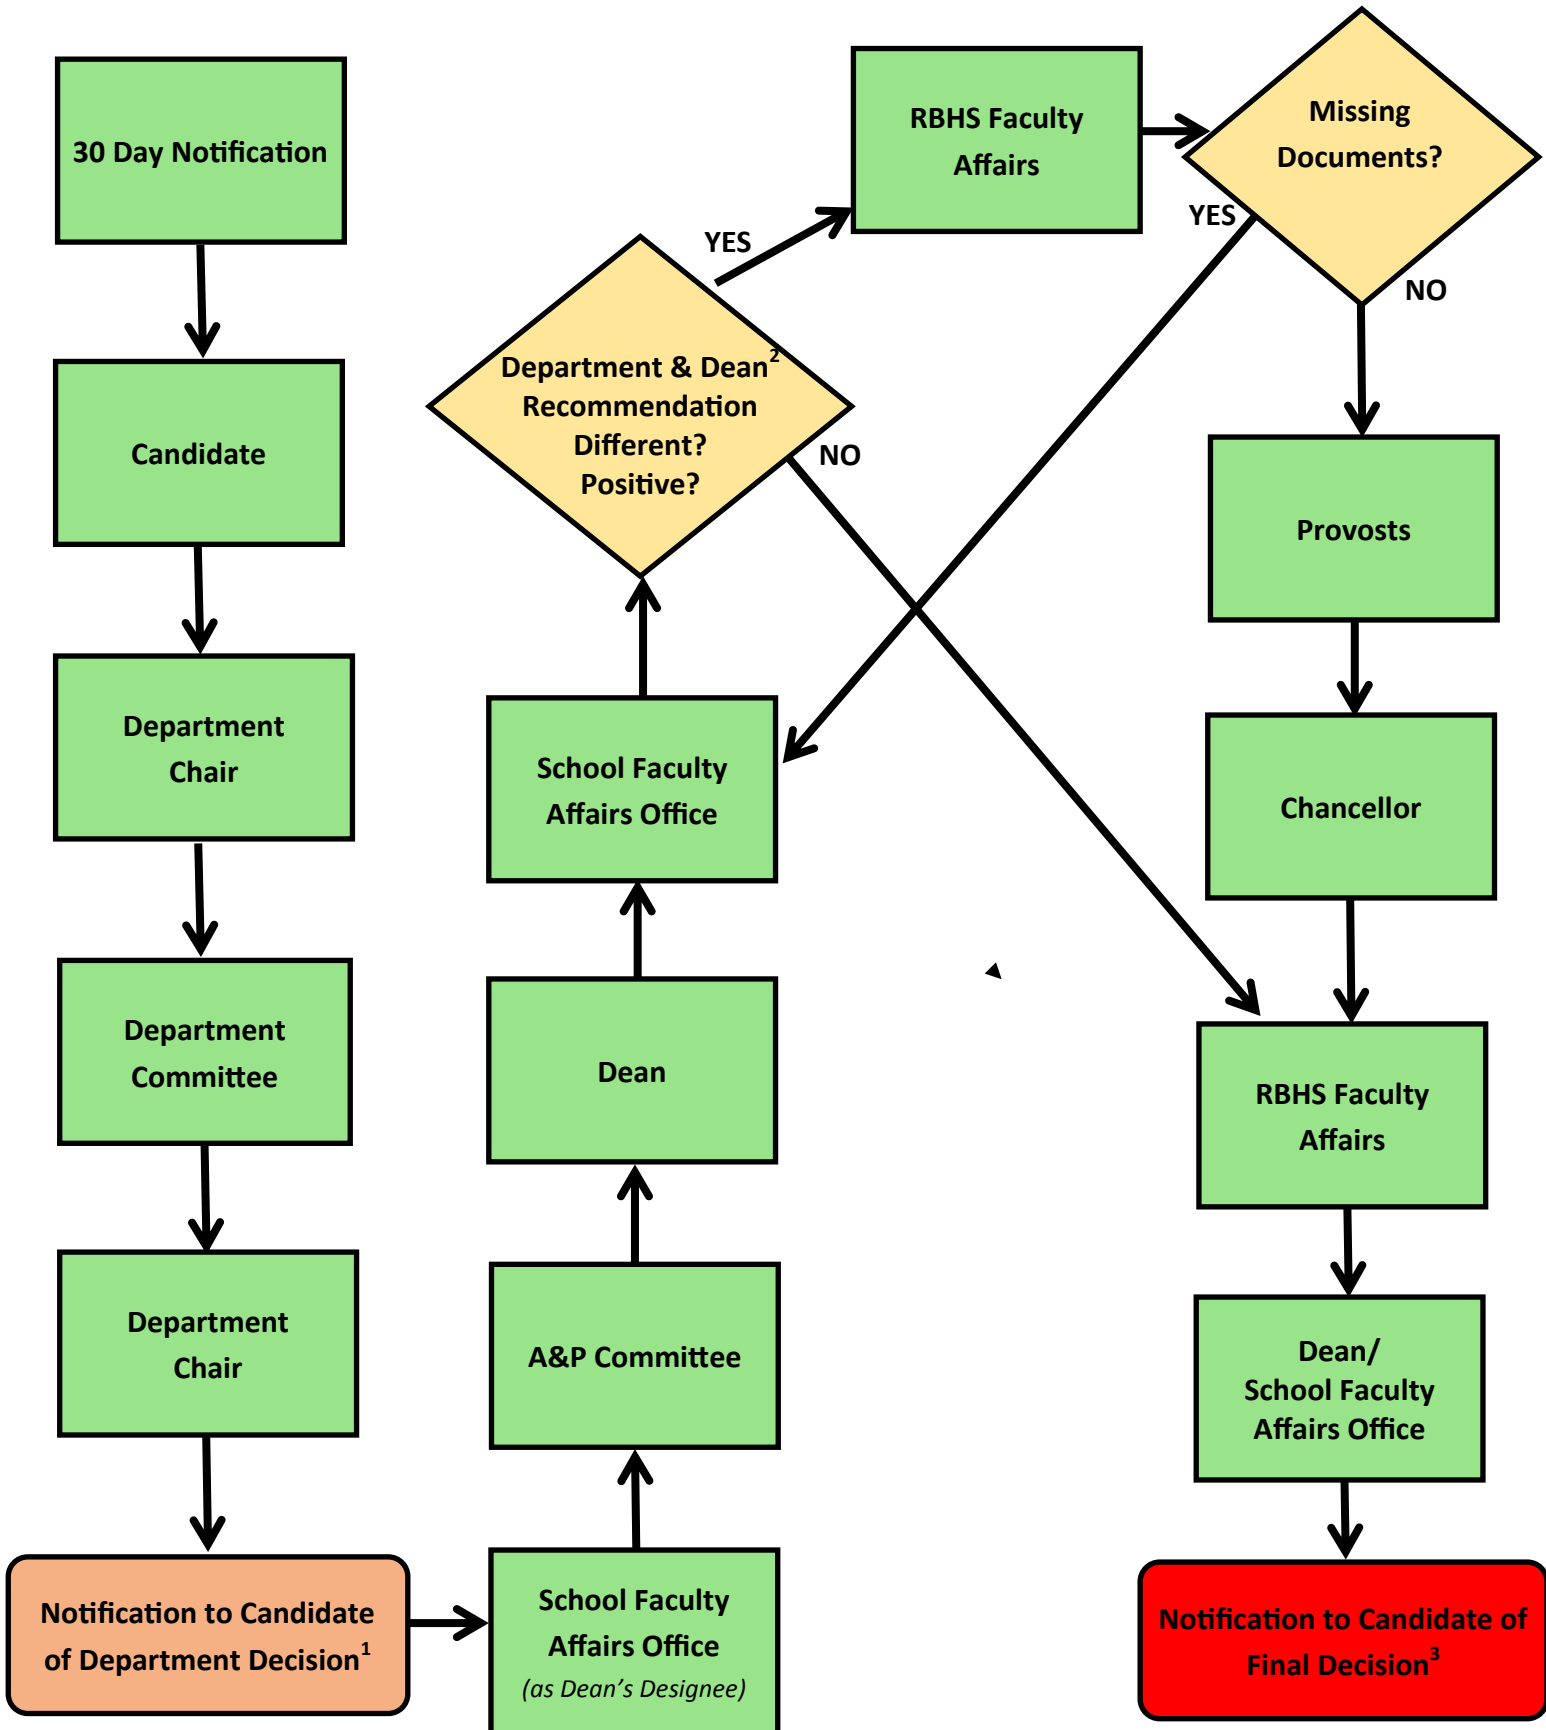 30 Day Notification
Candidate
Department
Chair
Department
Committee
Department
Chair
Notification to Candidate
of Department Decision¹
School Faculty
Affairs Office
(as Dean’s Designee)
A&P Committee
Dean
School Faculty
Affairs Office
Department & Dean²
Recommendation
Different?
Positive?
YES
NO
RBHS Faculty
Affairs
Missing
Documents?
YES
NO
Provosts
Chancellor
RBHS Faculty
Affairs
Dean/
School Faculty
Affairs Office
Notification to Candidate of
Final Decision³